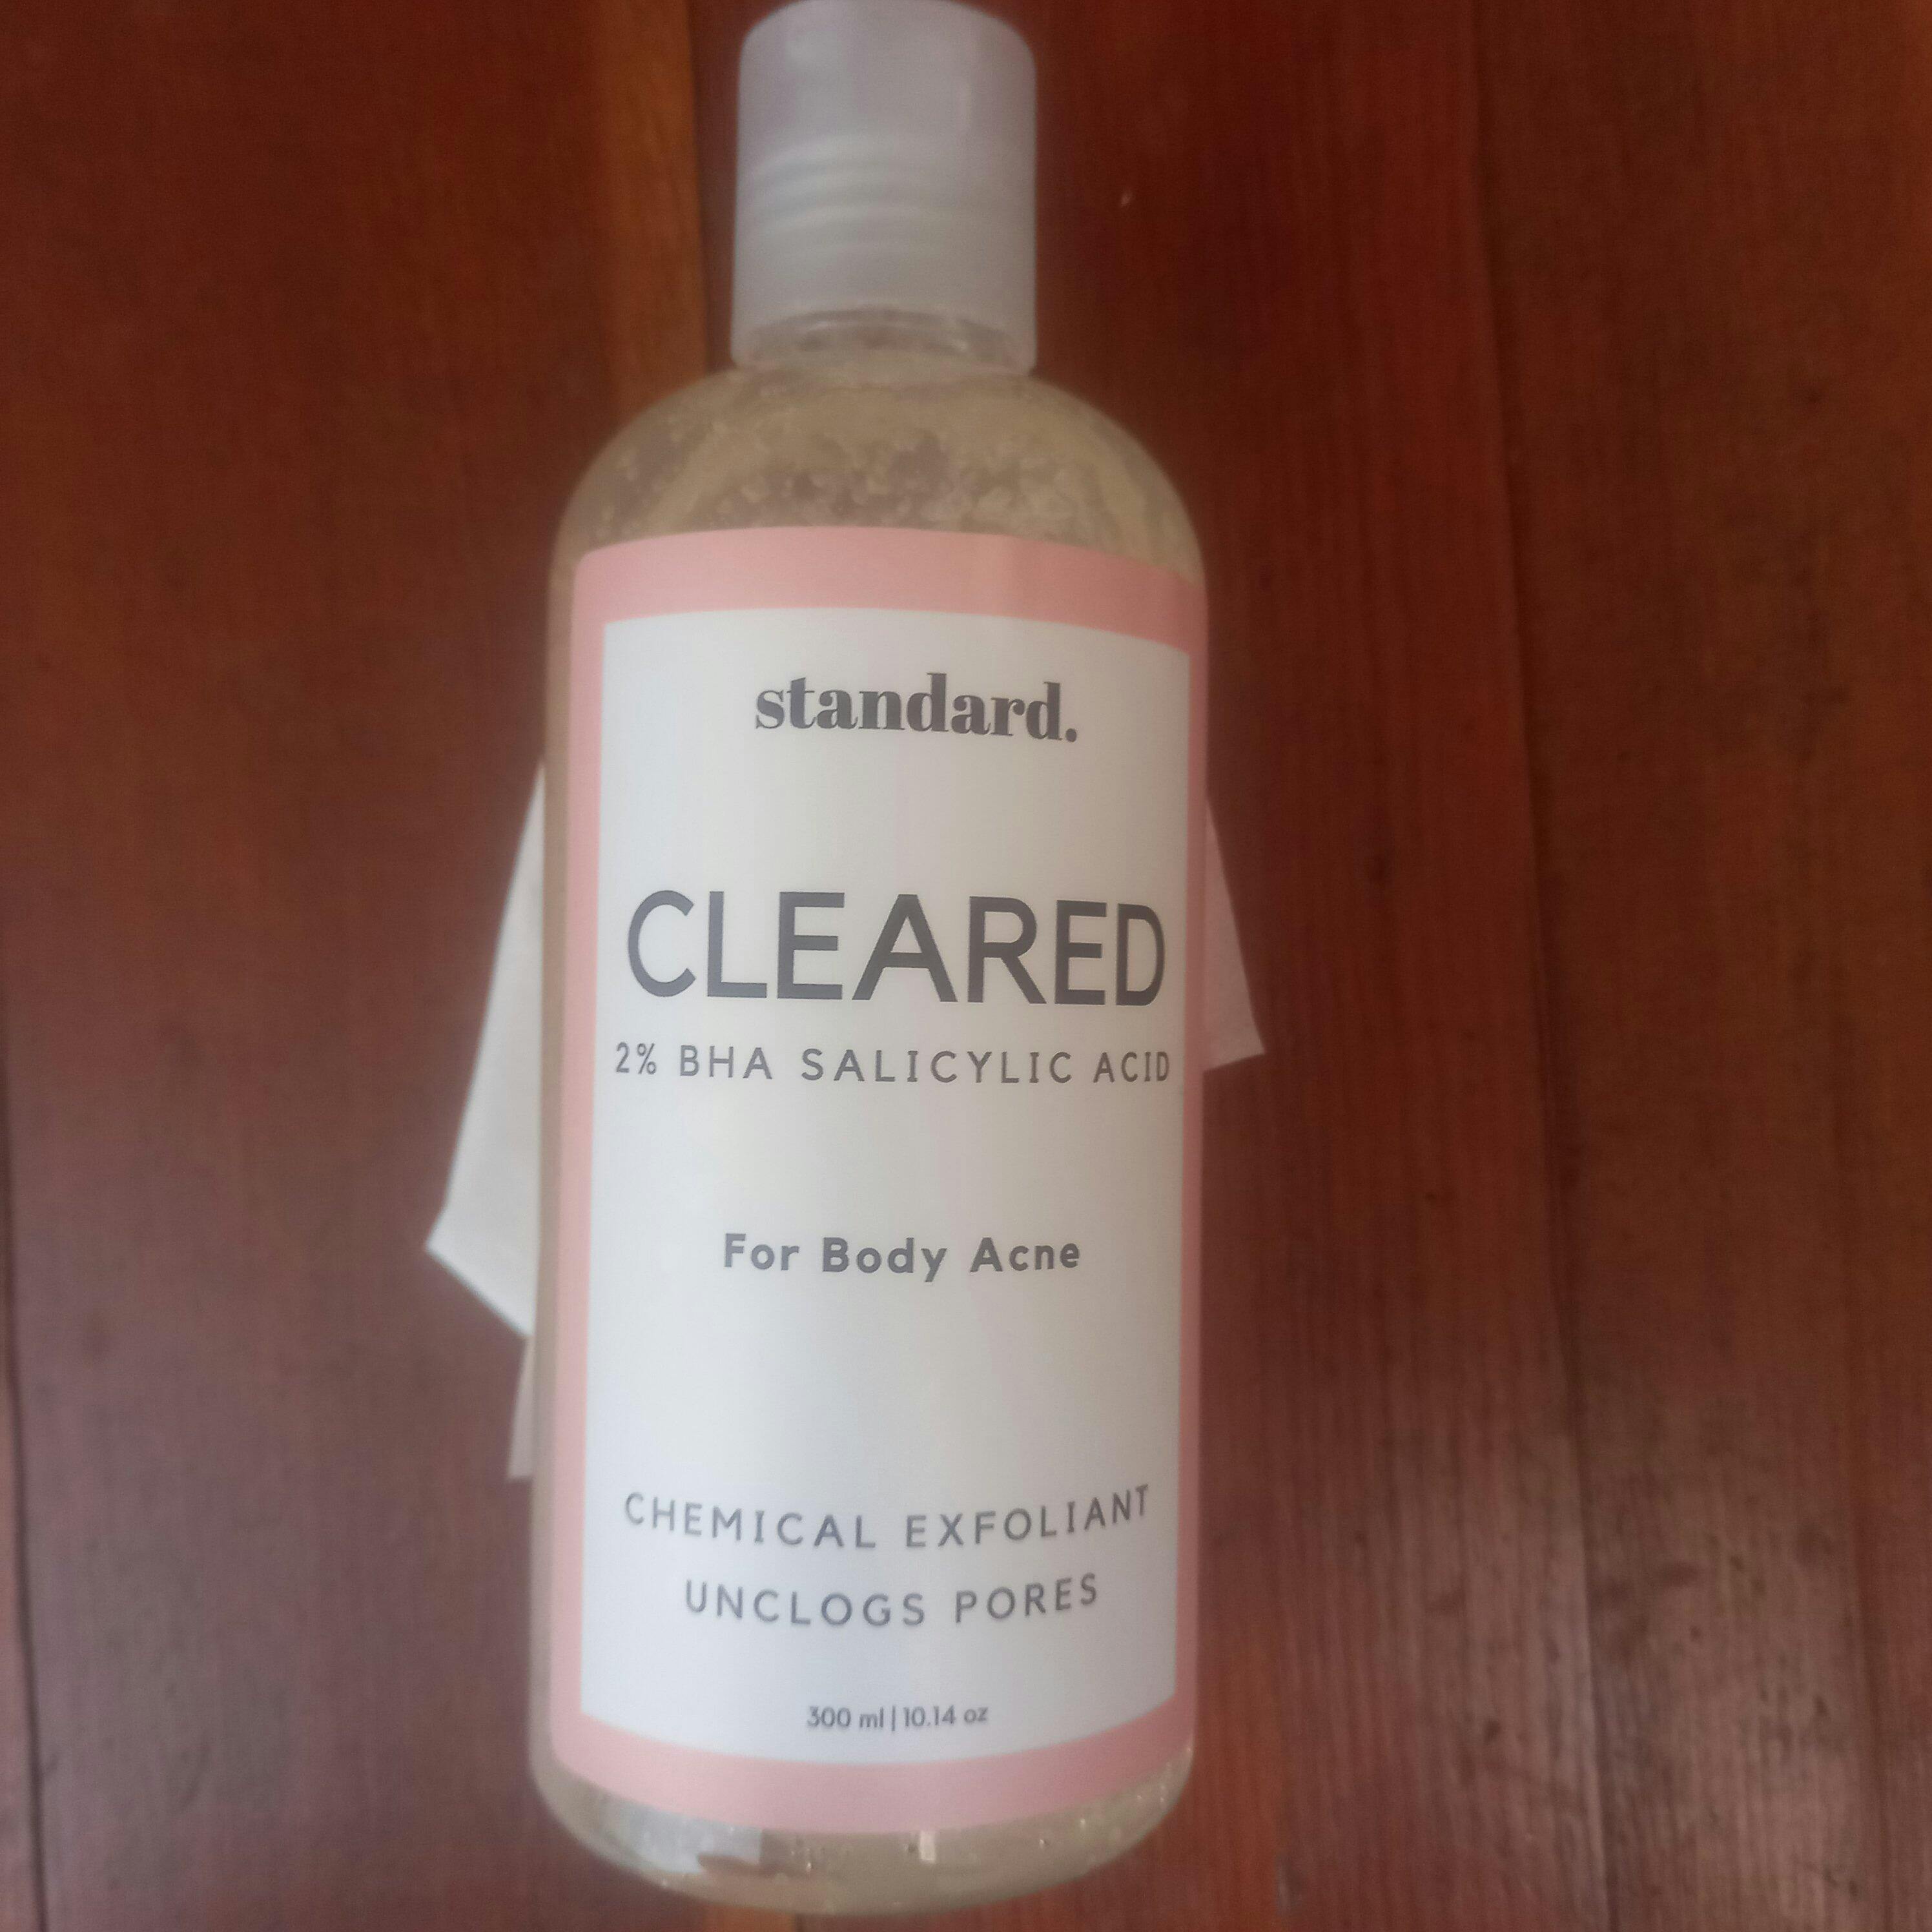 standard.
CLEARED
2% BHA SALICYLIC ACID
For Body Acne
CHEMICAL EXFOLIANT
UNCLOGS PORES
300 ml | 10.14 oz